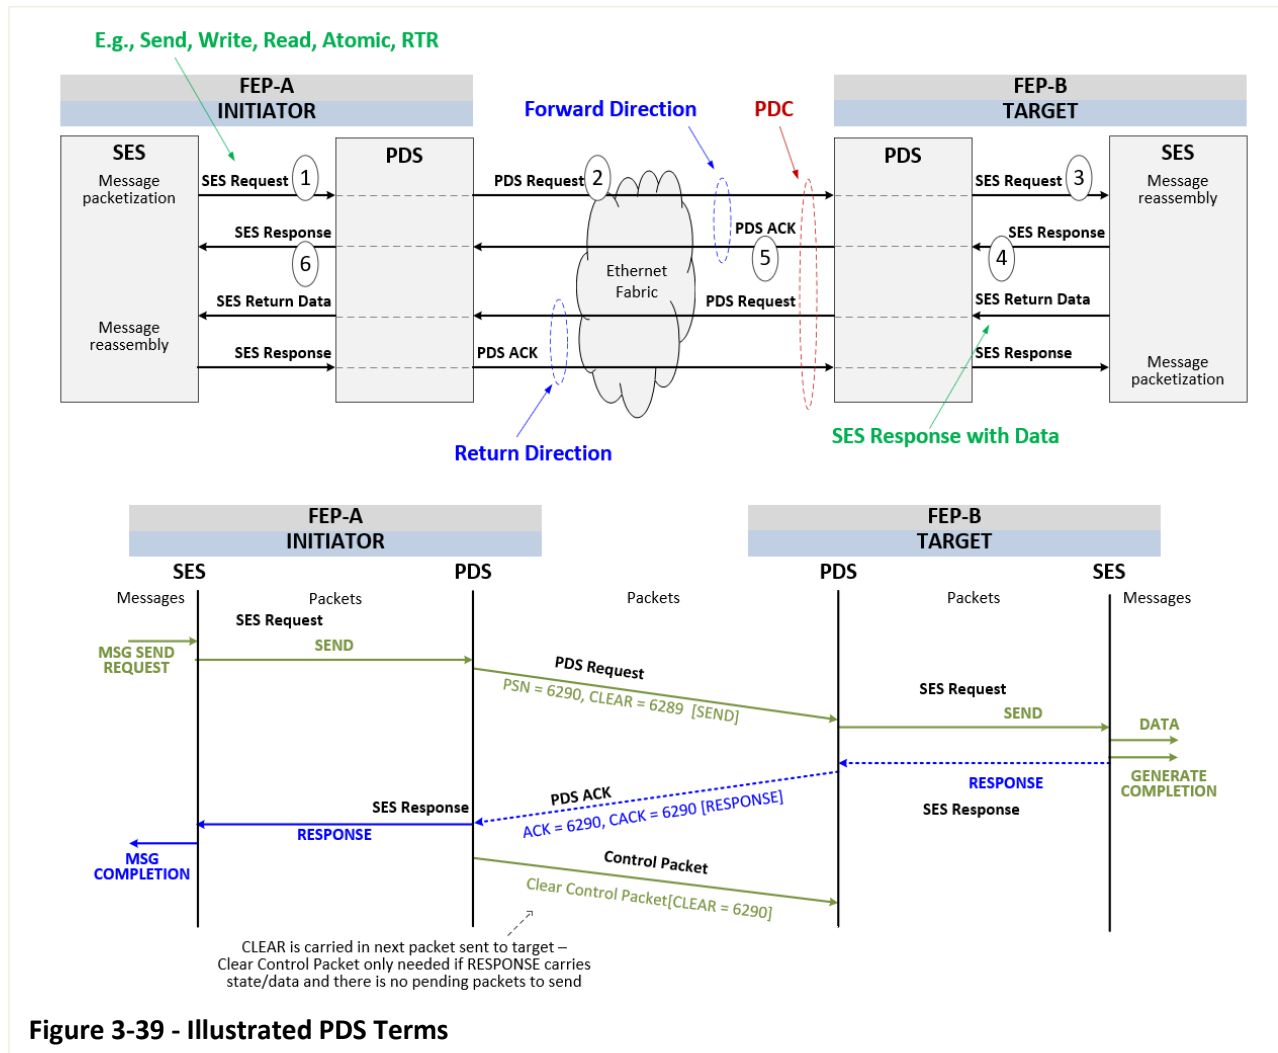 E.g., Send, Write, Read, Atomic, RTR
FEP-A
INITIATOR
FEP-B
TARGET
Forward Direction
PDC
SES
Message
packetization
PDS
PDS
SES
Message
reassembly
SES Request
1
PDS Request
2
SES Request
3
SES Response
6
PDS ACK
5
SES Response
4
Ethernet
Fabric
SES Return Data
PDS Request
SES Return Data
Message
reassembly
SES Response
PDS ACK
SES Response
Message
packetization
Return Direction
SES Response with Data
FEP-A
INITIATOR
FEP-B
TARGET
SES
PDS
PDS
SES
Messages
Packets
Packets
Packets
Messages
SES Request
MSG SEND
REQUEST
SEND
PDS Request
PSN = 6290, CLEAR = 6289 [SEND]
SES Request
SEND
DATA
GENERATE
COMPLETION
RESPONSE
SES Response
PDS ACK
ACK = 6290, CACK = 6290 [RESPONSE]
SES Response
RESPONSE
MSG
COMPLETION
Control Packet
Clear Control Packet[CLEAR = 6290]
CLEAR is carried in next packet sent to target –
Clear Control Packet only needed if RESPONSE carries
state/data and there is no pending packets to send
Figure 3-39 - Illustrated PDS Terms